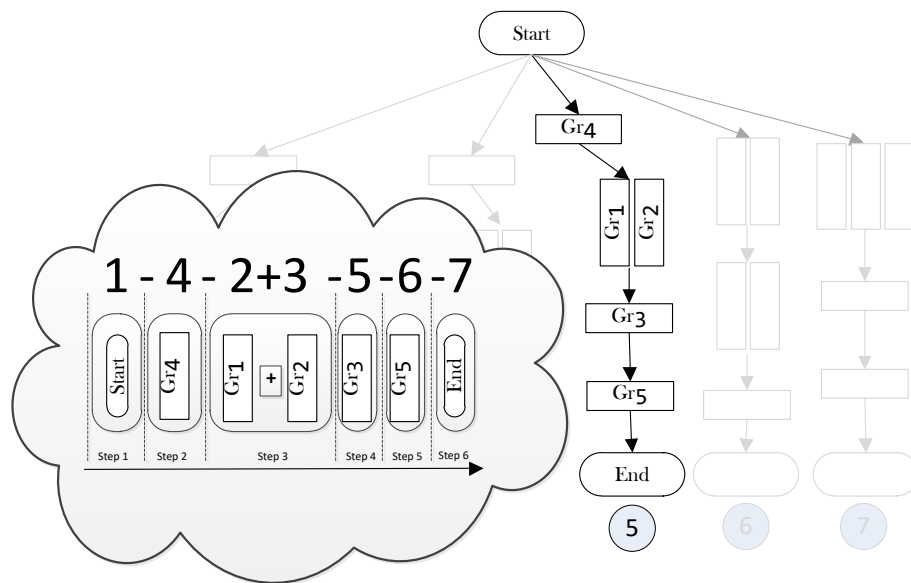 Start
Gr4
Gr1 Gr2
Gr3
Gr5
End
5 6 7
1 - 4 - 2+3 -5-6-7
Start Gr4 Gr1 + Gr2 Gr3 Gr5 End
Step 1 Step 2 Step 3 Step 4 Step 5 Step 6